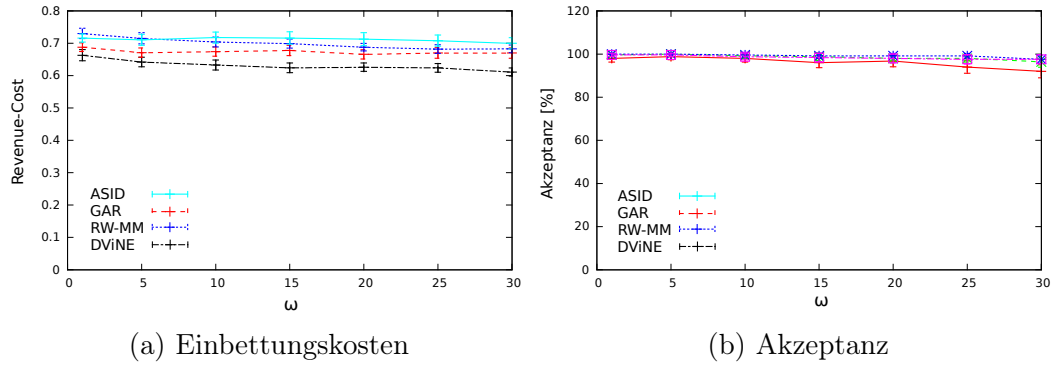 0.8
0.7
0.6
0.5
0.4
0.3
0.2
0.1
0
Revenue-Cost
ASID
GAR
RW-MM
DViNE
0 5 10 15 20 25 30
ω
(a) Einbettungskosten
120
100
80
60
40
20
0
Akzeptanz [%]
ASID
GAR
RW-MM
DViNE
0 5 10 15 20 25 30
ω
(b) Akzeptanz